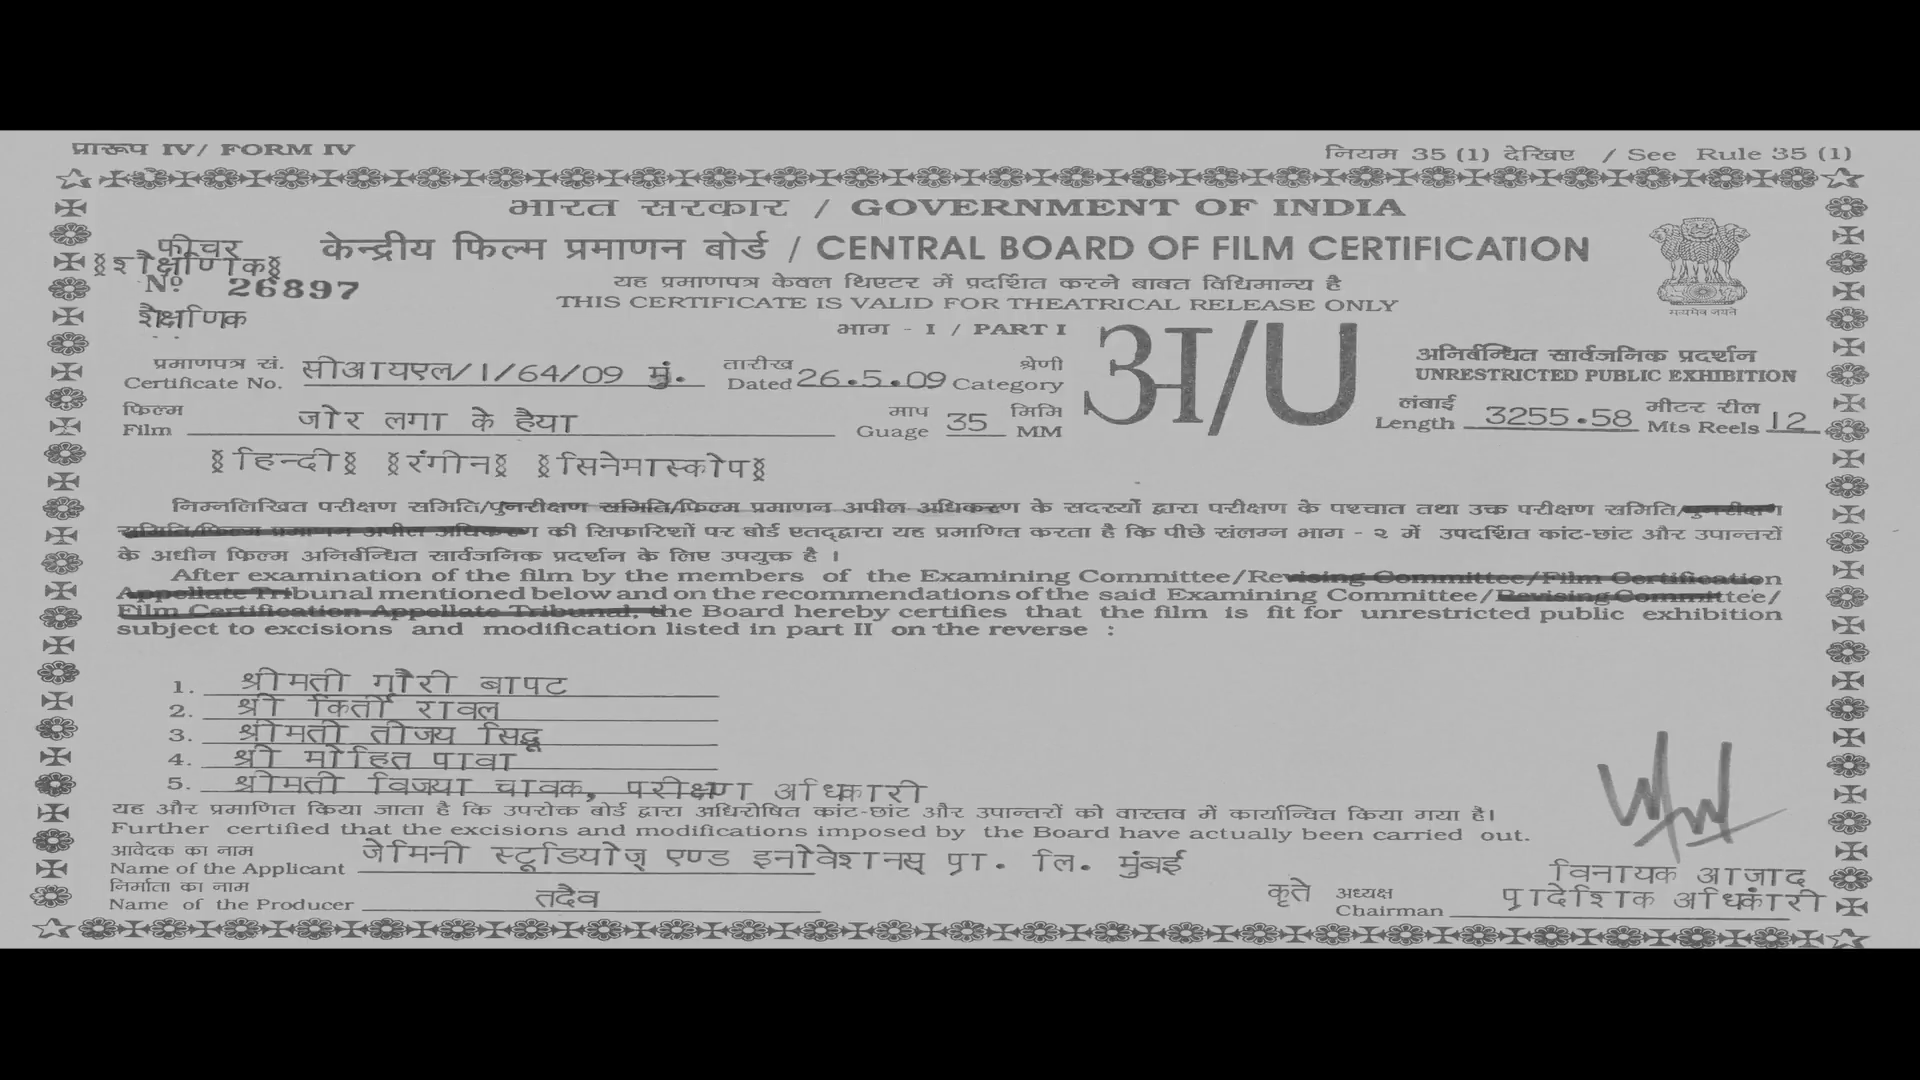 प्रारूप IV/ FORM IV
नियम 35 (1) देखिए / See Rule 35 (1)
भारत सरकार / GOVERNMENT OF INDIA
केन्द्रीय फिल्म प्रमाणन बोर्ड / CENTRAL BOARD OF FILM CERTIFICATION
फीचर
शैक्षाणिक
Nº 26897
शैक्षाणिक
यह प्रमाणपत्र केवल थिएटर में प्रदर्शित करने बाबत विधिमान्य है
THIS CERTIFICATE IS VALID FOR THEATRICAL RELEASE ONLY
भाग - I / PART I
अ/U
अनिर्बन्धित सार्वजनिक प्रदर्शन
UNRESTRICTED PUBLIC EXHIBITION
प्रमाणपत्र सं. सीआयएल/1/64/09 मुं. तारीख श्रेणी
Certificate No. Dated 26.5.09 Category
फिल्म जोर लगा के हैया माप 35 मिमि लंबाई 3255.58 मीटर रील 12
Film Guage MM Length Mts Reels
हिन्दी रंगीन सिनेमास्कोप
निम्नलिखित परीक्षण समिति/पुनरीक्षण समिति/फिल्म प्रमाणन अपील अधिकरण के सदस्यों द्वारा परीक्षण के पश्चात तथा उक्त परीक्षण समिति/पुनरीक्षण
समिति/फिल्म प्रमाणन अपील अधिकरण की सिफारिशों पर बोर्ड एतद्द्वारा यह प्रमाणित करता है कि पीछे संलग्न भाग - २ में उपदर्शित कांट-छांट और उपान्तरों
के अधीन फिल्म अनिर्बन्धित सार्वजनिक प्रदर्शन के लिए उपयुक्त है ।
After examination of the film by the members of the Examining Committee/Revising Committee/Film Certification
Appellate Tribunal mentioned below and on the recommendations of the said Examining Committee/Revising Committee/
Film Certification Appellate Tribunal, the Board hereby certifies that the film is fit for unrestricted public exhibition
subject to excisions and modification listed in part II on the reverse :
1. श्रीमती गौरी बापट
2. श्री किर्ती रावल
3. श्रीमती तीजय सिद्धू
4. श्री मोहित पावा
5. श्रीमती विजया चावक, परीक्षण अधिकारी
यह और प्रमाणित किया जाता है कि उपरोक्त बोर्ड द्वारा अधिरोषित कांट-छांट और उपान्तरों को वास्तव में कार्यान्वित किया गया है।
Further certified that the excisions and modifications imposed by the Board have actually been carried out.
आवेदक का नाम जेमिनी स्टूडियोज् एण्ड इनोवेशनस् प्रा. लि. मुंबई
Name of the Applicant
निर्माता का नाम तदैव
Name of the Producer
विनायक आजाद
कृते अध्यक्ष प्रादेशिक अधिकारी
Chairman